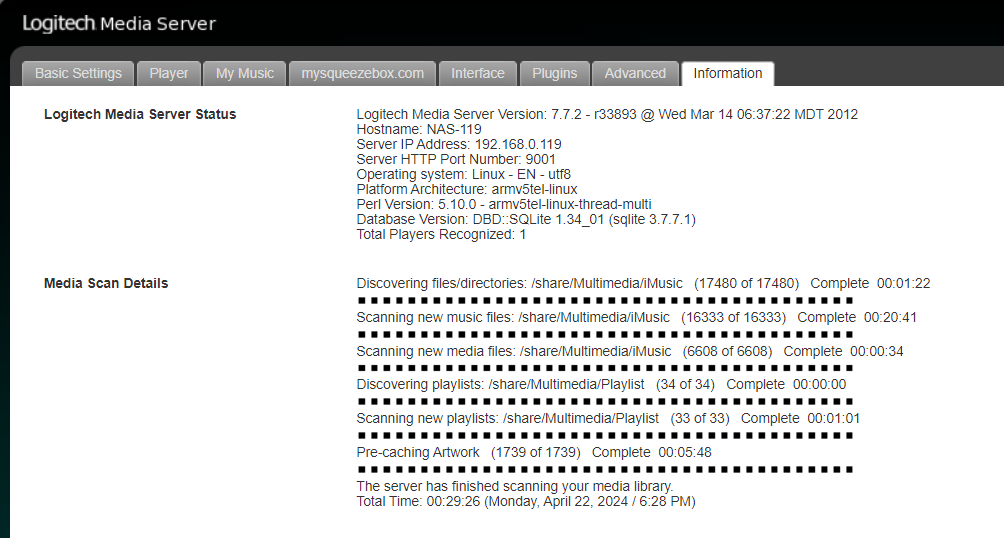 Logitech Media Server
Basic Settings Player My Music mysqueezebox.com Interface Plugins Advanced Information
Logitech Media Server Status
Logitech Media Server Version: 7.7.2 - r33893 @ Wed Mar 14 06:37:22 MDT 2012
Hostname: NAS-119
Server IP Address: 192.168.0.119
Server HTTP Port Number: 9001
Operating system: Linux - EN - utf8
Platform Architecture: armv5tel-linux
Perl Version: 5.10.0 - armv5tel-linux-thread-multi
Database Version: DBD::SQLite 1.34_01 (sqlite 3.7.7.1)
Total Players Recognized: 1
Media Scan Details
Discovering files/directories: /share/Multimedia/iMusic (17480 of 17480) Complete 00:01:22
Scanning new music files: /share/Multimedia/iMusic (16333 of 16333) Complete 00:20:41
Scanning new media files: /share/Multimedia/iMusic (6608 of 6608) Complete 00:00:34
Discovering playlists: /share/Multimedia/Playlist (34 of 34) Complete 00:00:00
Scanning new playlists: /share/Multimedia/Playlist (33 of 33) Complete 00:01:01
Pre-caching Artwork (1739 of 1739) Complete 00:05:48
The server has finished scanning your media library.
Total Time: 00:29:26 (Monday, April 22, 2024 / 6:28 PM)